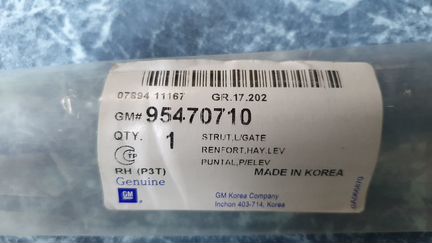 07894 11167 GR.17.202
GM# 95470710
QTY. 1 STRUT,L/GATE
RENFORT,HAY.LEV
PUNTAL,P/ELEV
TP
RH (P3T) MADE IN KOREA
Genuine
GM
GM Korea Company
Inchon 403-714, Korea